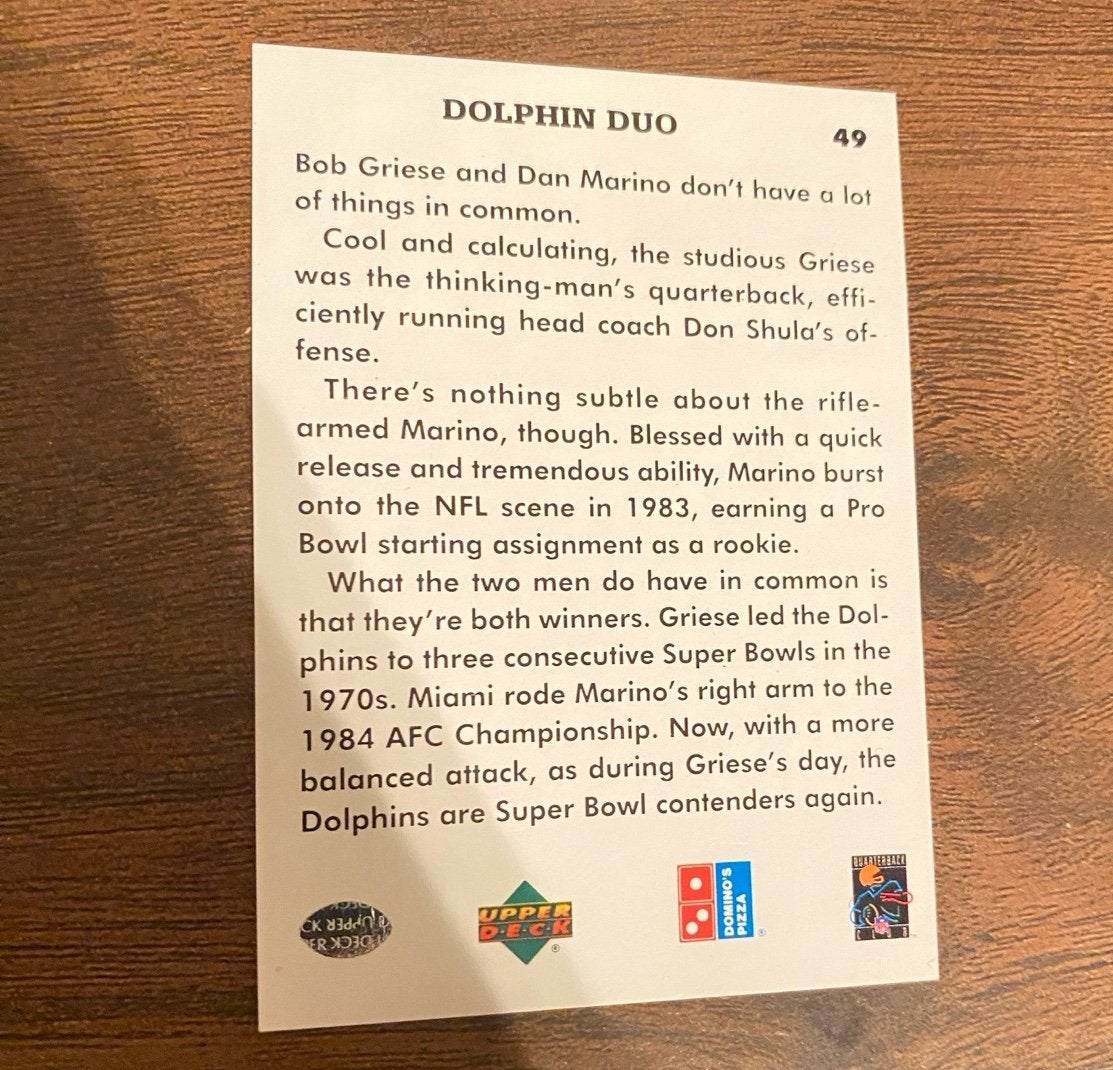 DOLPHIN DUO
49
Bob Griese and Dan Marino don't have a lot
of things in common.
Cool and calculating, the studious Griese
was the thinking-man's quarterback, effi-
ciently running head coach Don Shula's of-
fense.
There's nothing subtle about the rifle-
armed Marino, though. Blessed with a quick
release and tremendous ability, Marino burst
onto the NFL scene in 1983, earning a Pro
Bowl starting assignment as a rookie.
What the two men do have in common is
that they're both winners. Griese led the Dol-
phins to three consecutive Super Bowls in the
1970s. Miami rode Marino's right arm to the
1984 AFC Championship. Now, with a more
balanced attack, as during Griese's day, the
Dolphins are Super Bowl contenders again.
UPPER
D·E·C·K
®
DOMINO'S
PIZZA
®
QUARTERBACK
UPPER
DECK